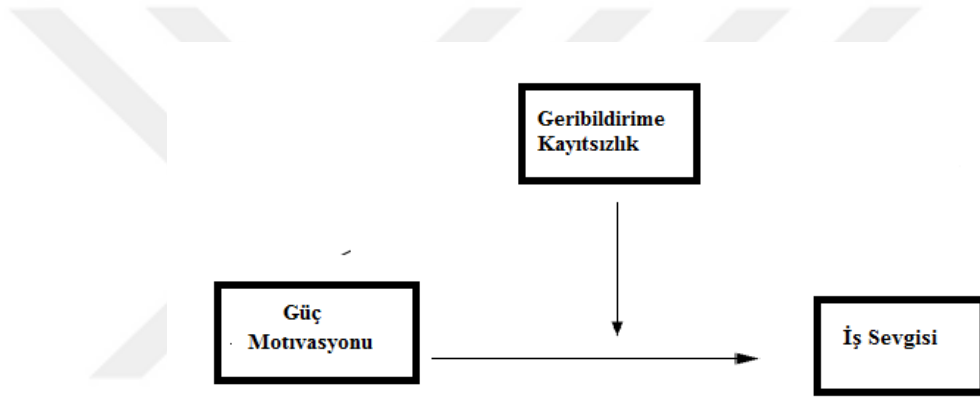 Geribildirime
Kayıtsızlık
Güç
Motıvasyonu
İş Sevgisi